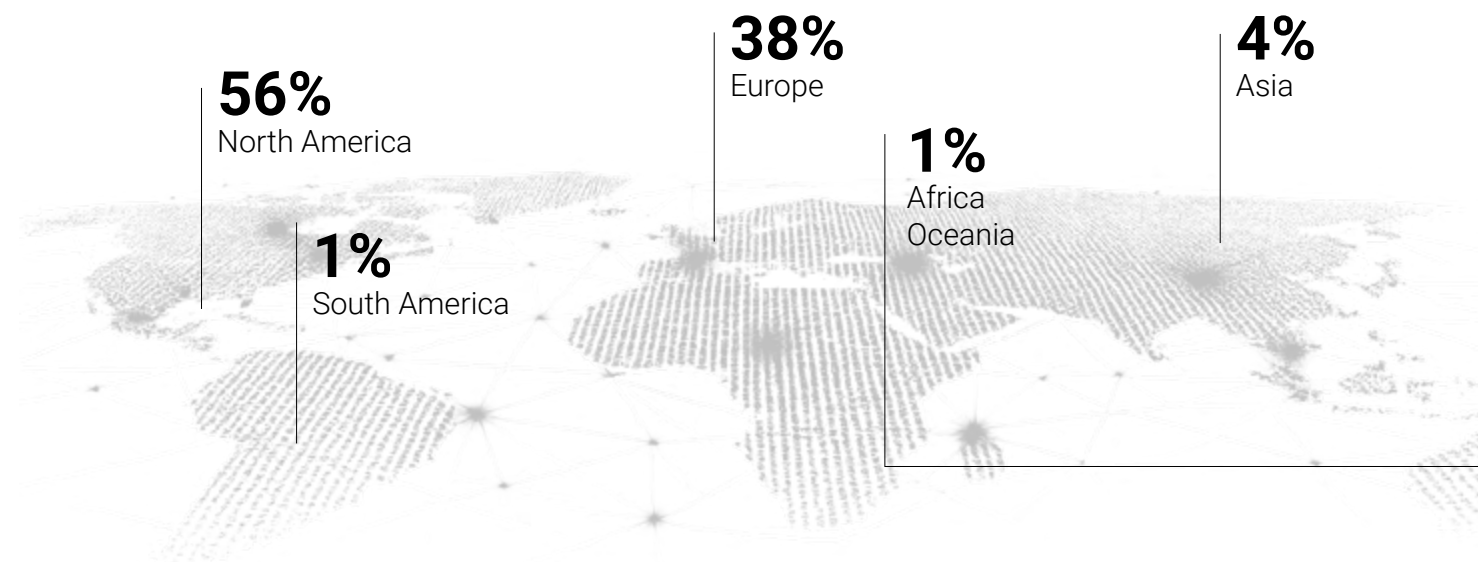 56%
North America
1%
South America
38%
Europe
1%
Africa
Oceania
4%
Asia